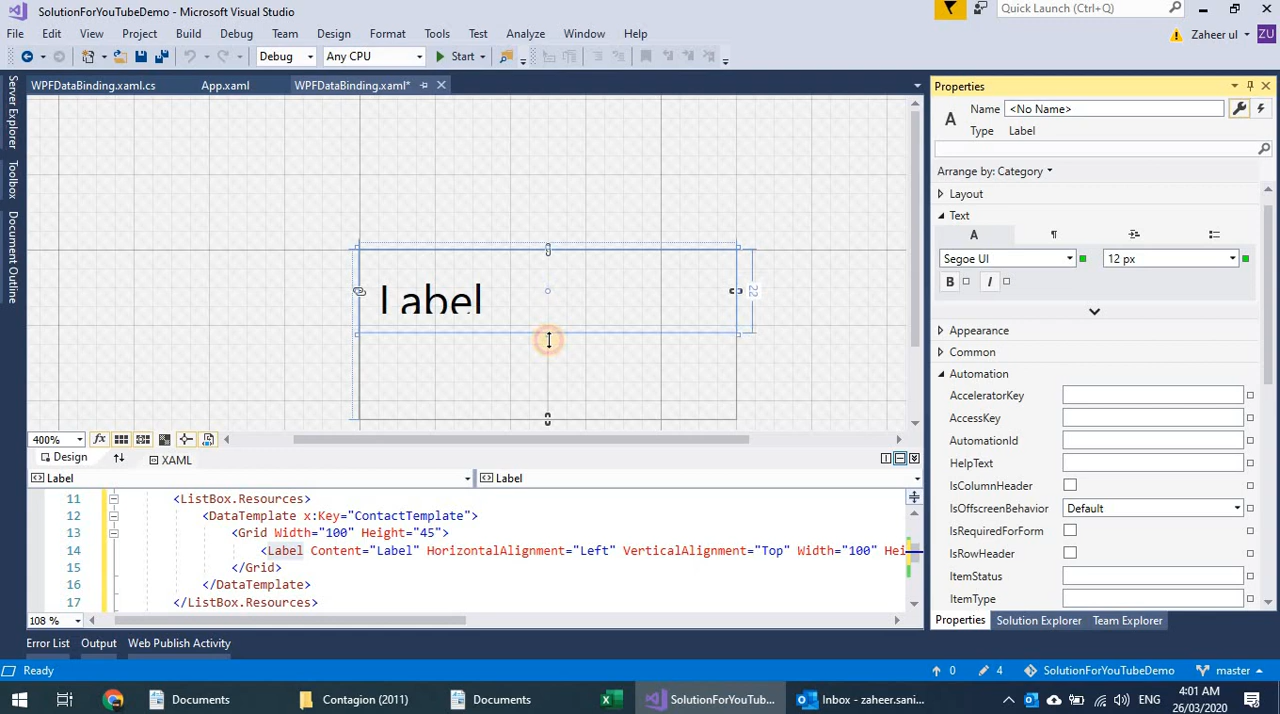 SolutionForYouTubeDemo - Microsoft Visual Studio
Quick Launch (Ctrl+Q)
File Edit View Project Build Debug Team Design Format Tools Test Analyze Window Help
Zaheer ul
ZU
Debug Any CPU Start
WPFDataBinding.xaml.cs App.xaml WPFDataBinding.xaml*
Server Explorer
Toolbox
Document Outline
Label
22
400%
Design XAML
Label Label
11 <ListBox.Resources>
12 <DataTemplate x:Key="ContactTemplate">
13 <Grid Width="100" Height="45">
14 <Label Content="Label" HorizontalAlignment="Left" VerticalAlignment="Top" Width="100" Hei
15 </Grid>
16 </DataTemplate>
17 </ListBox.Resources>
108 %
Properties
Name <No Name>
Type Label
Arrange by: Category
Layout
Text
A
Segoe UI 12 px
B I
Appearance
Common
Automation
AcceleratorKey
AccessKey
AutomationId
HelpText
IsColumnHeader
IsOffscreenBehavior Default
IsRequiredForForm
IsRowHeader
ItemStatus
ItemType
Properties Solution Explorer Team Explorer
Error List Output Web Publish Activity
Ready
0 4 SolutionForYouTubeDemo master
Documents Contagion (2011) Documents SolutionForYouTub... Inbox - zaheer.sani...
ENG
4:01 AM
26/03/2020